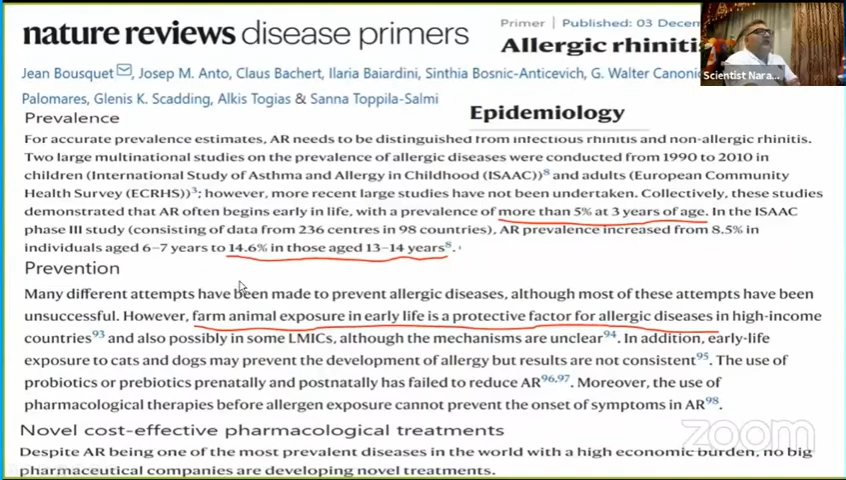 nature reviews disease primers
Primer | Published: 03 Decem
Allergic rhinitis
Jean Bousquet, Josep M. Anto, Claus Bachert, Ilaria Baiardini, Sinthia Bosnic-Anticevich, G. Walter Canonic
Palomares, Glenis K. Scadding, Alkis Togias & Sanna Toppila-Salmi
Scientist Nara...
Epidemiology
Prevalence
For accurate prevalence estimates, AR needs to be distinguished from infectious rhinitis and non-allergic rhinitis.
Two large multinational studies on the prevalence of allergic diseases were conducted from 1990 to 2010 in
children (International Study of Asthma and Allergy in Childhood (ISAAC))8 and adults (European Community
Health Survey (ECRHS))3; however, more recent large studies have not been undertaken. Collectively, these studies
demonstrated that AR often begins early in life, with a prevalence of more than 5% at 3 years of age. In the ISAAC
phase III study (consisting of data from 236 centres in 98 countries), AR prevalence increased from 8.5% in
individuals aged 6–7 years to 14.6% in those aged 13–14 years8.
Prevention
Many different attempts have been made to prevent allergic diseases, although most of these attempts have been
unsuccessful. However, farm animal exposure in early life is a protective factor for allergic diseases in high-income
countries93 and also possibly in some LMICs, although the mechanisms are unclear94. In addition, early-life
exposure to cats and dogs may prevent the development of allergy but results are not consistent95. The use of
probiotics or prebiotics prenatally and postnatally has failed to reduce AR96,97. Moreover, the use of
pharmacological therapies before allergen exposure cannot prevent the onset of symptoms in AR98.
Novel cost-effective pharmacological treatments
Despite AR being one of the most prevalent diseases in the world with a high economic burden, no big
pharmaceutical companies are developing novel treatments.
zoom